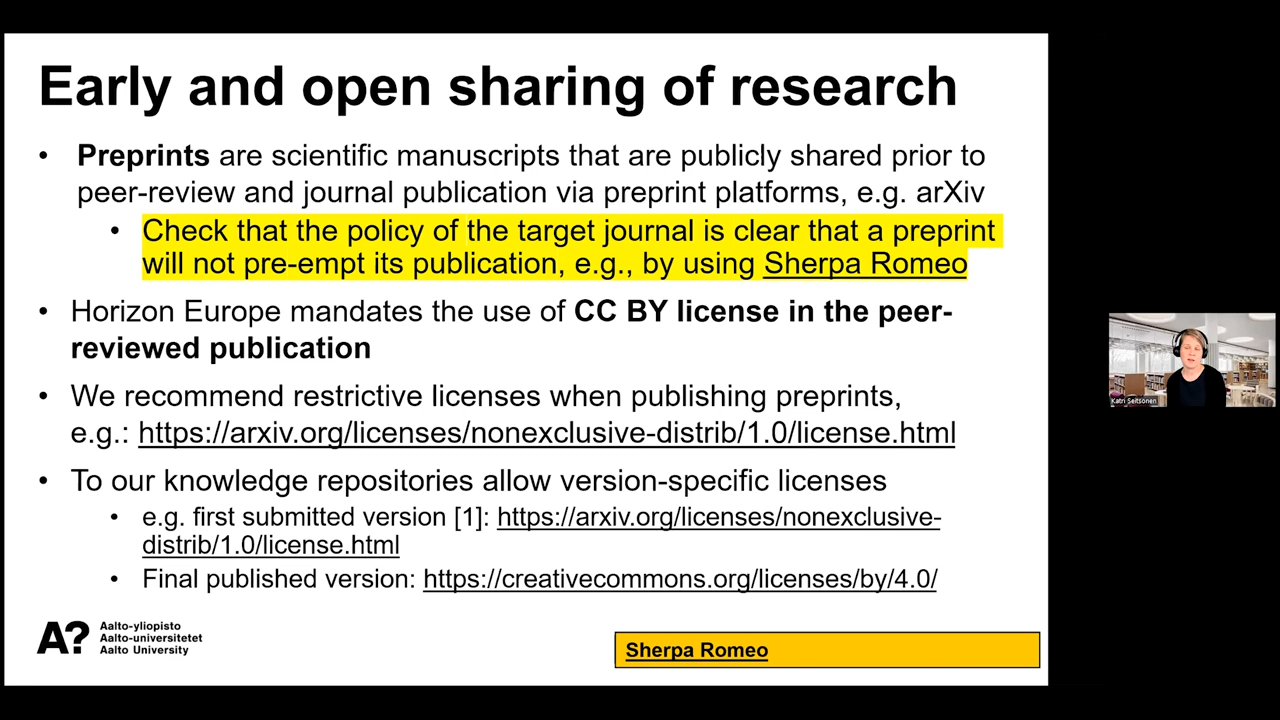 Early and open sharing of research
• Preprints are scientific manuscripts that are publicly shared prior to
peer-review and journal publication via preprint platforms, e.g. arXiv
• Check that the policy of the target journal is clear that a preprint
will not pre-empt its publication, e.g., by using Sherpa Romeo
• Horizon Europe mandates the use of CC BY license in the peer-
reviewed publication
• We recommend restrictive licenses when publishing preprints,
e.g.: https://arxiv.org/licenses/nonexclusive-distrib/1.0/license.html
• To our knowledge repositories allow version-specific licenses
• e.g. first submitted version [1]: https://arxiv.org/licenses/nonexclusive-
distrib/1.0/license.html
• Final published version: https://creativecommons.org/licenses/by/4.0/
A?
Aalto-yliopisto
Aalto-universitetet
Aalto University
Sherpa Romeo
Katri Seitsonen